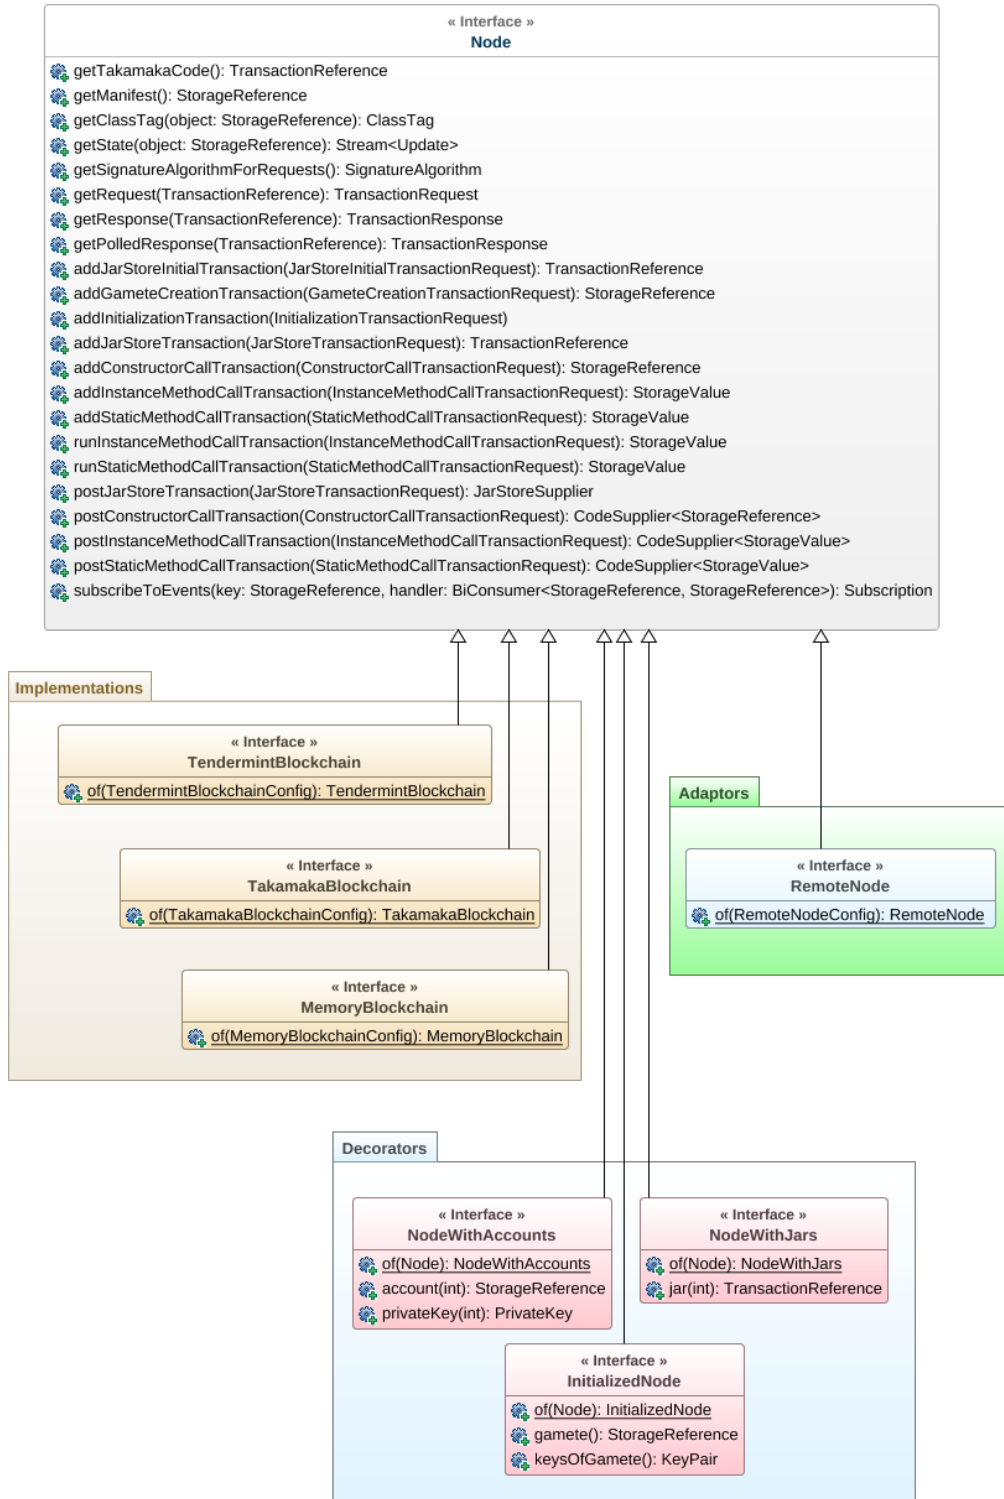 « Interface »
Node
getTakamakaCode(): TransactionReference
getManifest(): StorageReference
getClassTag(object: StorageReference): ClassTag
getState(object: StorageReference): Stream<Update>
getSignatureAlgorithmForRequests(): SignatureAlgorithm
getRequest(TransactionReference): TransactionRequest
getResponse(TransactionReference): TransactionResponse
getPolledResponse(TransactionReference): TransactionResponse
addJarStoreInitialTransaction(JarStoreInitialTransactionRequest): TransactionReference
addGameteCreationTransaction(GameteCreationTransactionRequest): StorageReference
addInitializationTransaction(InitializationTransactionRequest)
addJarStoreTransaction(JarStoreTransactionRequest): TransactionReference
addConstructorCallTransaction(ConstructorCallTransactionRequest): StorageReference
addInstanceMethodCallTransaction(InstanceMethodCallTransactionRequest): StorageValue
addStaticMethodCallTransaction(StaticMethodCallTransactionRequest): StorageValue
runInstanceMethodCallTransaction(InstanceMethodCallTransactionRequest): StorageValue
runStaticMethodCallTransaction(StaticMethodCallTransactionRequest): StorageValue
postJarStoreTransaction(JarStoreTransactionRequest): JarStoreSupplier
postConstructorCallTransaction(ConstructorCallTransactionRequest): CodeSupplier<StorageReference>
postInstanceMethodCallTransaction(InstanceMethodCallTransactionRequest): CodeSupplier<StorageValue>
postStaticMethodCallTransaction(StaticMethodCallTransactionRequest): CodeSupplier<StorageValue>
subscribeToEvents(key: StorageReference, handler: BiConsumer<StorageReference, StorageReference>): Subscription
Implementations
« Interface »
TendermintBlockchain
of(TendermintBlockchainConfig): TendermintBlockchain
« Interface »
TakamakaBlockchain
of(TakamakaBlockchainConfig): TakamakaBlockchain
« Interface »
MemoryBlockchain
of(MemoryBlockchainConfig): MemoryBlockchain
Adaptors
« Interface »
RemoteNode
of(RemoteNodeConfig): RemoteNode
Decorators
« Interface »
NodeWithAccounts
of(Node): NodeWithAccounts
account(int): StorageReference
privateKey(int): PrivateKey
« Interface »
NodeWithJars
of(Node): NodeWithJars
jar(int): TransactionReference
« Interface »
InitializedNode
of(Node): InitializedNode
gamete(): StorageReference
keysOfGamete(): KeyPair